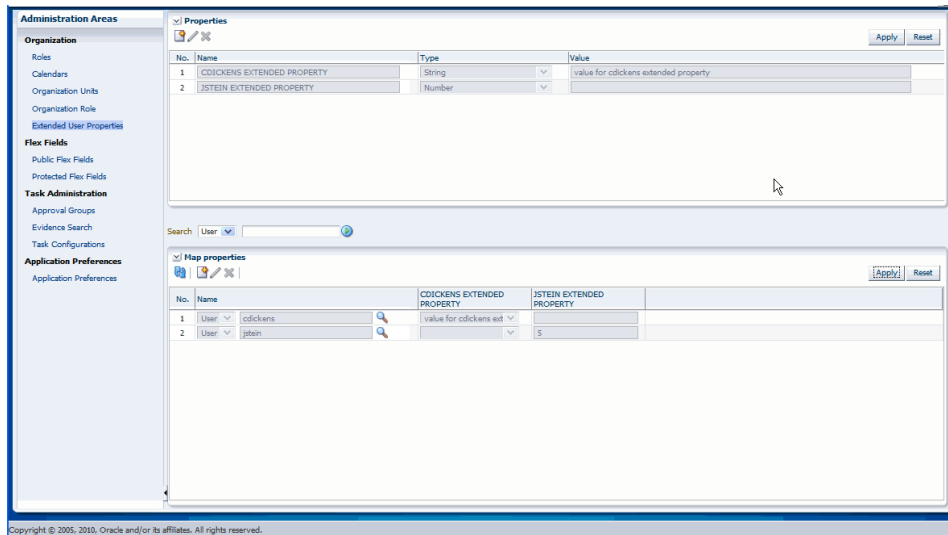 Administration Areas
Organization
Roles
Calendars
Organization Units
Organization Role
Extended User Properties
Flex Fields
Public Flex Fields
Protected Flex Fields
Task Administration
Approval Groups
Evidence Search
Task Configurations
Application Preferences
Application Preferences
Properties
Apply Reset
No. Name Type Value
1 CDICKENS EXTENDED PROPERTY String value for cdickens extended property
2 JSTEIN EXTENDED PROPERTY Number
Search User
Map properties
Apply Reset
No. Name CDICKENS EXTENDED PROPERTY JSTEIN EXTENDED PROPERTY
1 User cdickens value for cdickens ext
2 User jstein 5
Copyright © 2005, 2010, Oracle and/or its affiliates. All rights reserved.